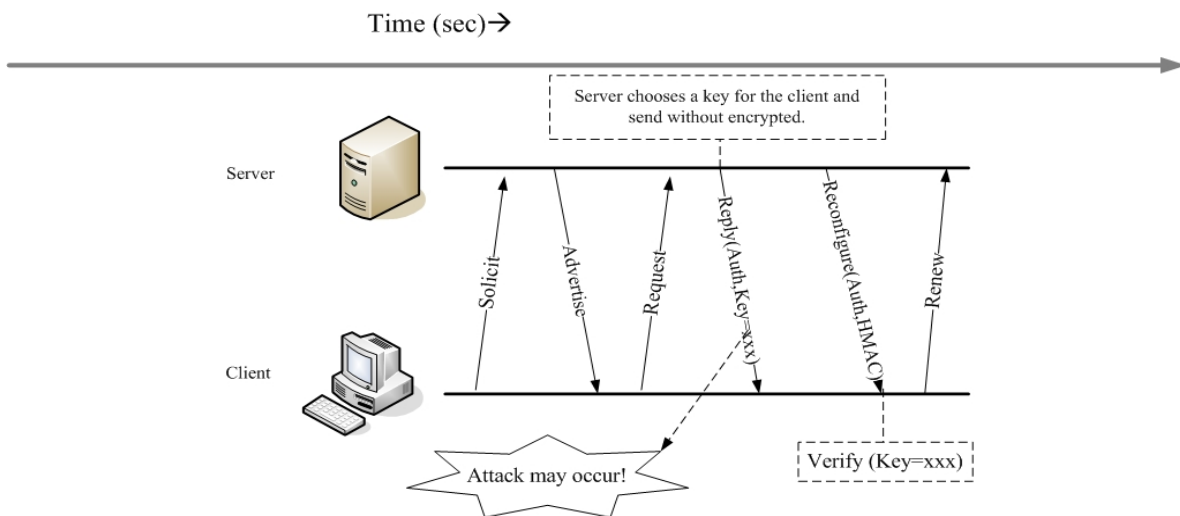 Time (sec)→
Server chooses a key for the client and
send without encrypted.
Server
Solicit
Advertise
Request
Reply(Auth,Key=xxx)
Reconfigure(Auth,HMAC)
Renew
Client
Attack may occur!
Verify (Key=xxx)